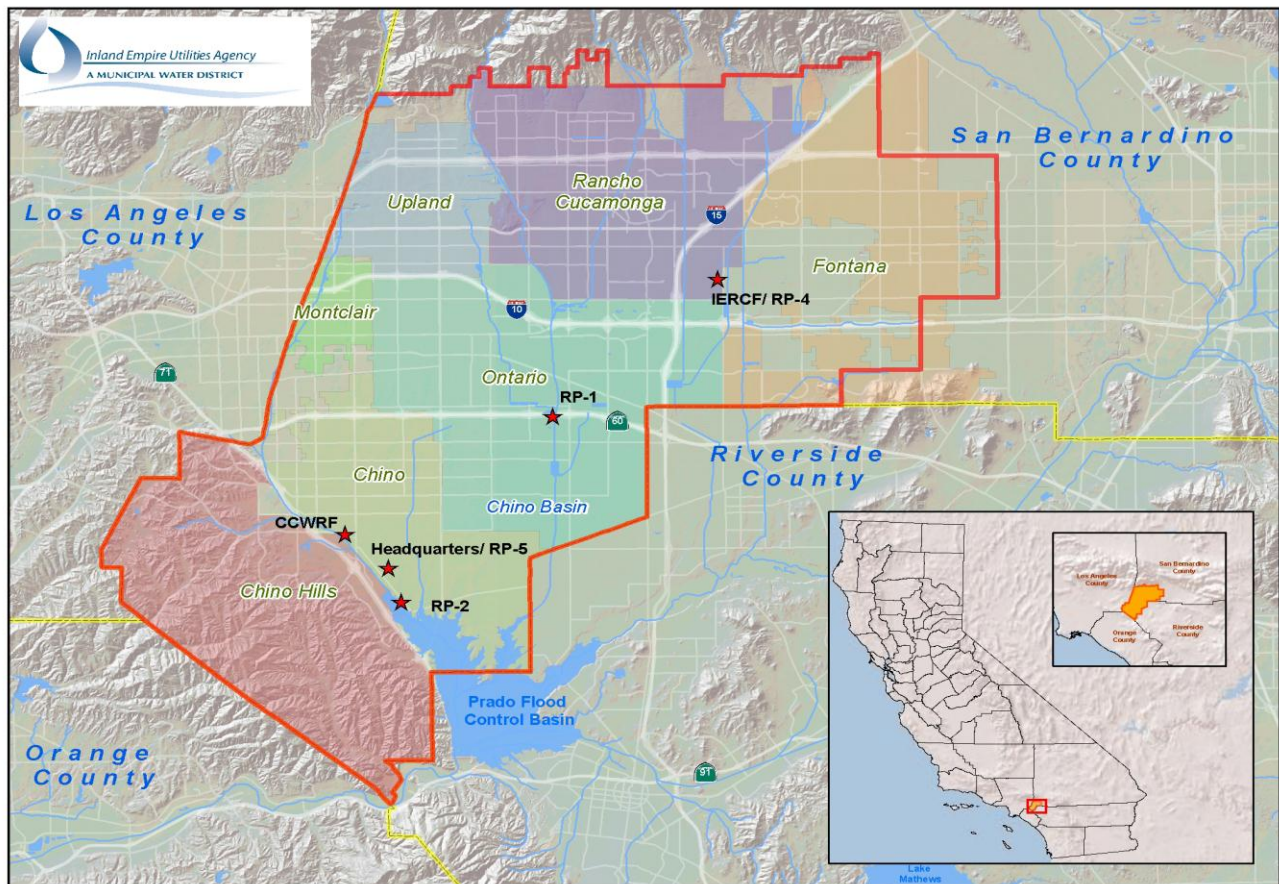 Inland Empire Utilities Agency
A MUNICIPAL WATER DISTRICT
San Bernardino
County
Los Angeles
County
Upland
Rancho
Cucamonga
15
Fontana
IERCF/ RP-4
Montclair
10
71
Ontario
RP-1
60
Riverside
County
Chino
Chino Basin
CCWRF
Headquarters/ RP-5
Chino Hills
RP-2
Prado Flood
Control Basin
Orange
County
91
Lake
Mathews
Los Angeles
County
San Bernardino
County
Orange
County
Riverside
County